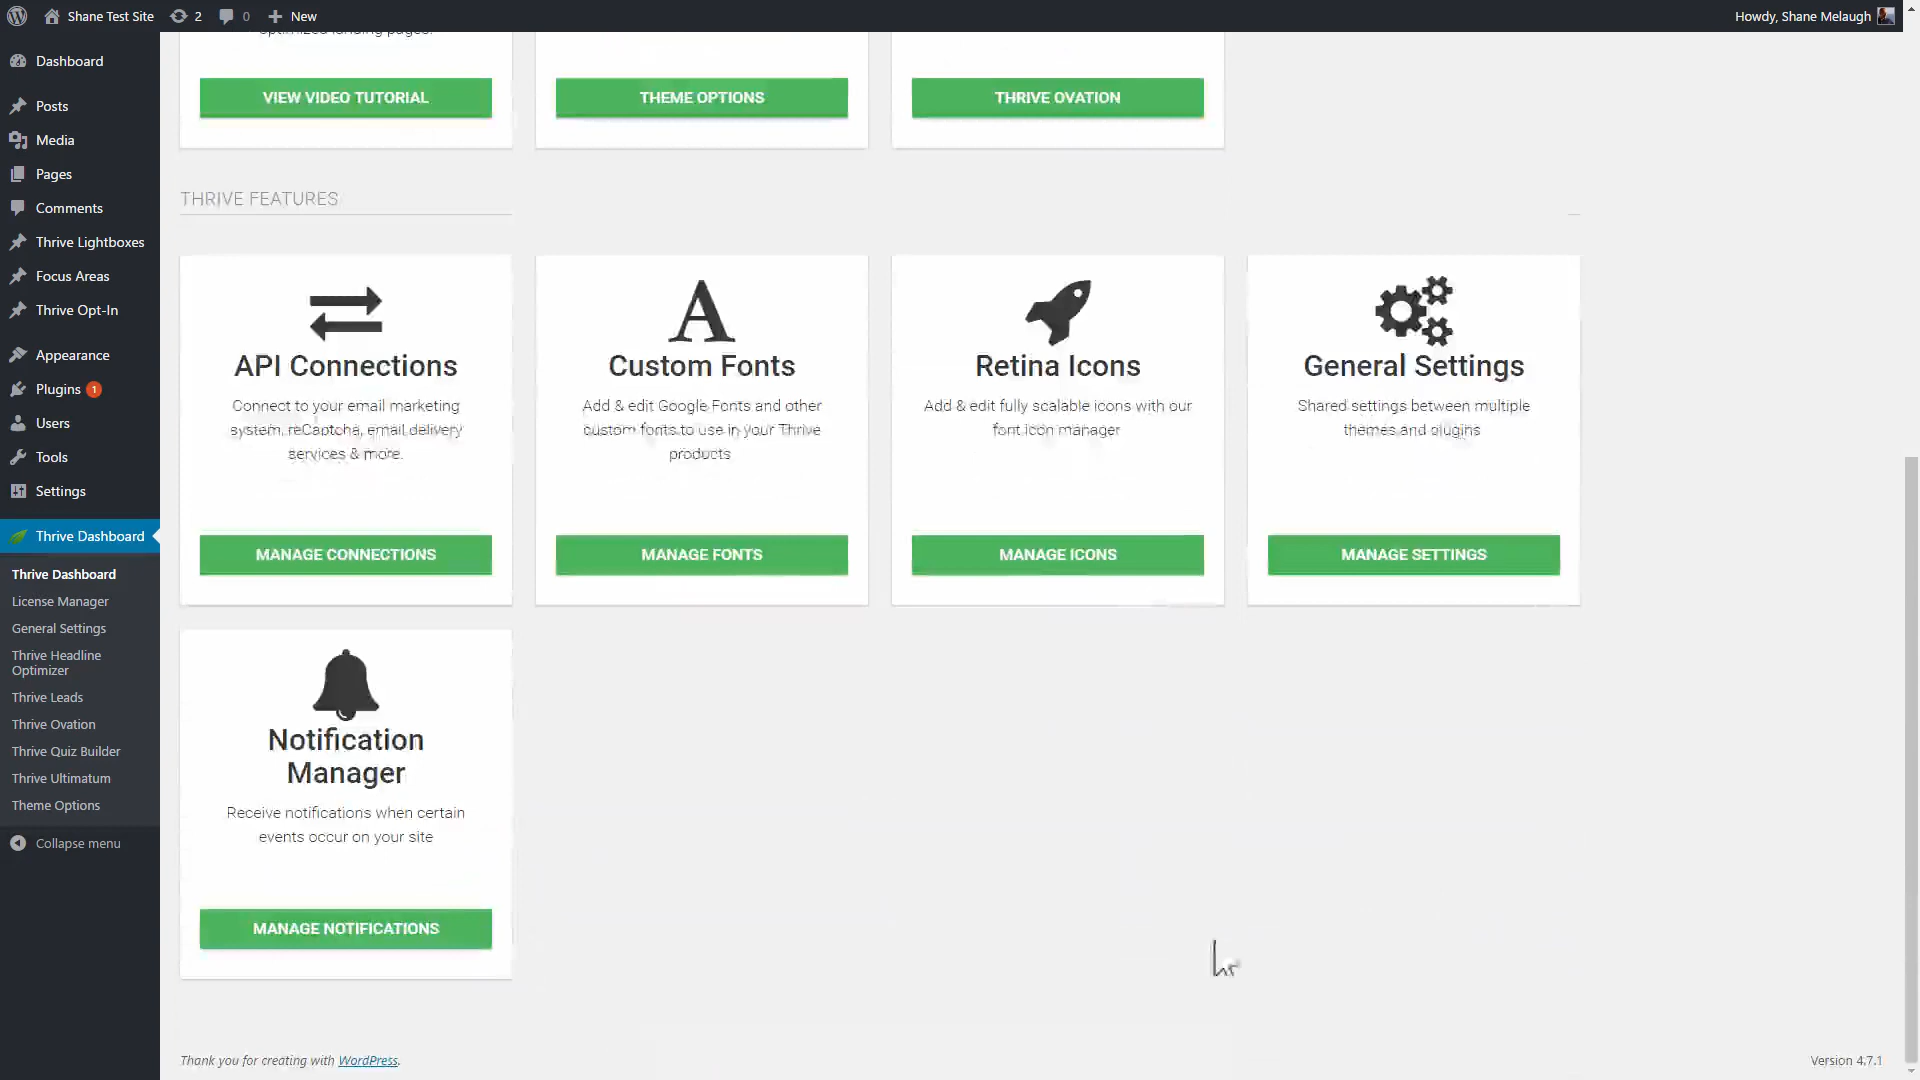 Shane Test Site
2
0
New
Howdy, Shane Melaugh
Dashboard
Posts
Media
Pages
Comments
Thrive Lightboxes
Focus Areas
Thrive Opt-In
Appearance
Plugins 1
Users
Tools
Settings
Thrive Dashboard
Thrive Dashboard
License Manager
General Settings
Thrive Headline
Optimizer
Thrive Leads
Thrive Ovation
Thrive Quiz Builder
Thrive Ultimatum
Theme Options
Collapse menu
optimized landing pages.
VIEW VIDEO TUTORIAL
THEME OPTIONS
THRIVE OVATION
THRIVE FEATURES
API Connections
Connect to your email marketing
system, reCaptcha, email delivery
services & more.
MANAGE CONNECTIONS
Custom Fonts
Add & edit Google Fonts and other
custom fonts to use in your Thrive
products
MANAGE FONTS
Retina Icons
Add & edit fully scalable icons with our
font icon manager
MANAGE ICONS
General Settings
Shared settings between multiple
themes and plugins
MANAGE SETTINGS
Notification
Manager
Receive notifications when certain
events occur on your site
MANAGE NOTIFICATIONS
Thank you for creating with WordPress.
Version 4.7.1